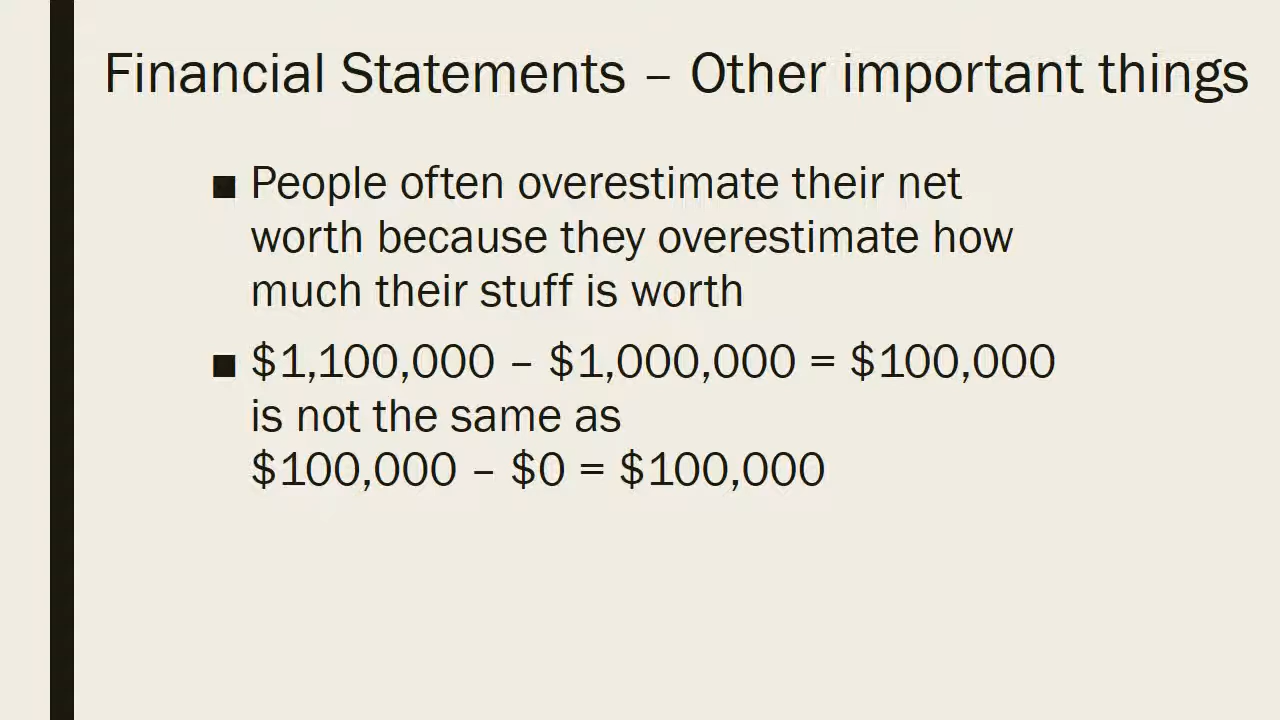 Financial Statements – Other important things
■ People often overestimate their net
worth because they overestimate how
much their stuff is worth
■ $1,100,000 – $1,000,000 = $100,000
is not the same as
$100,000 – $0 = $100,000